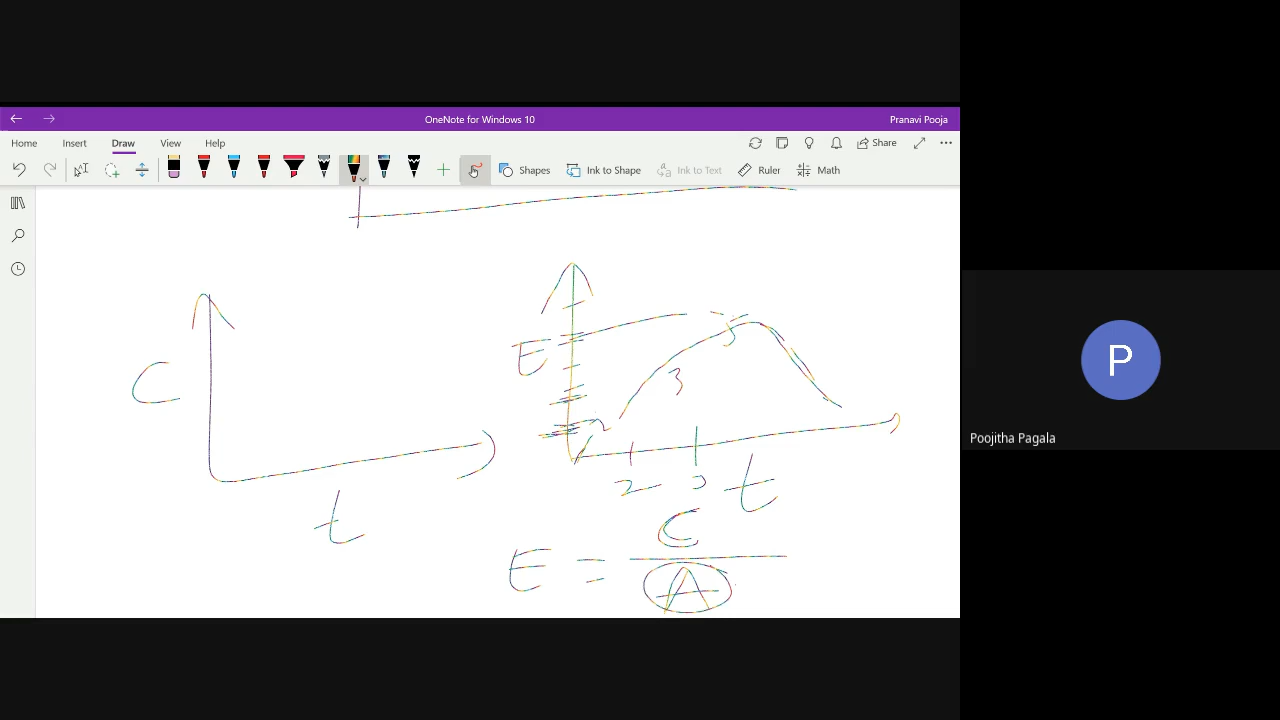 OneNote for Windows 10
Pranavi Pooja
Home Insert Draw View Help
Share
Shapes
Ink to Shape
Ink to Text
Ruler
Math
C
t
E
3
2
t
E = C
A
P
Poojitha Pagala